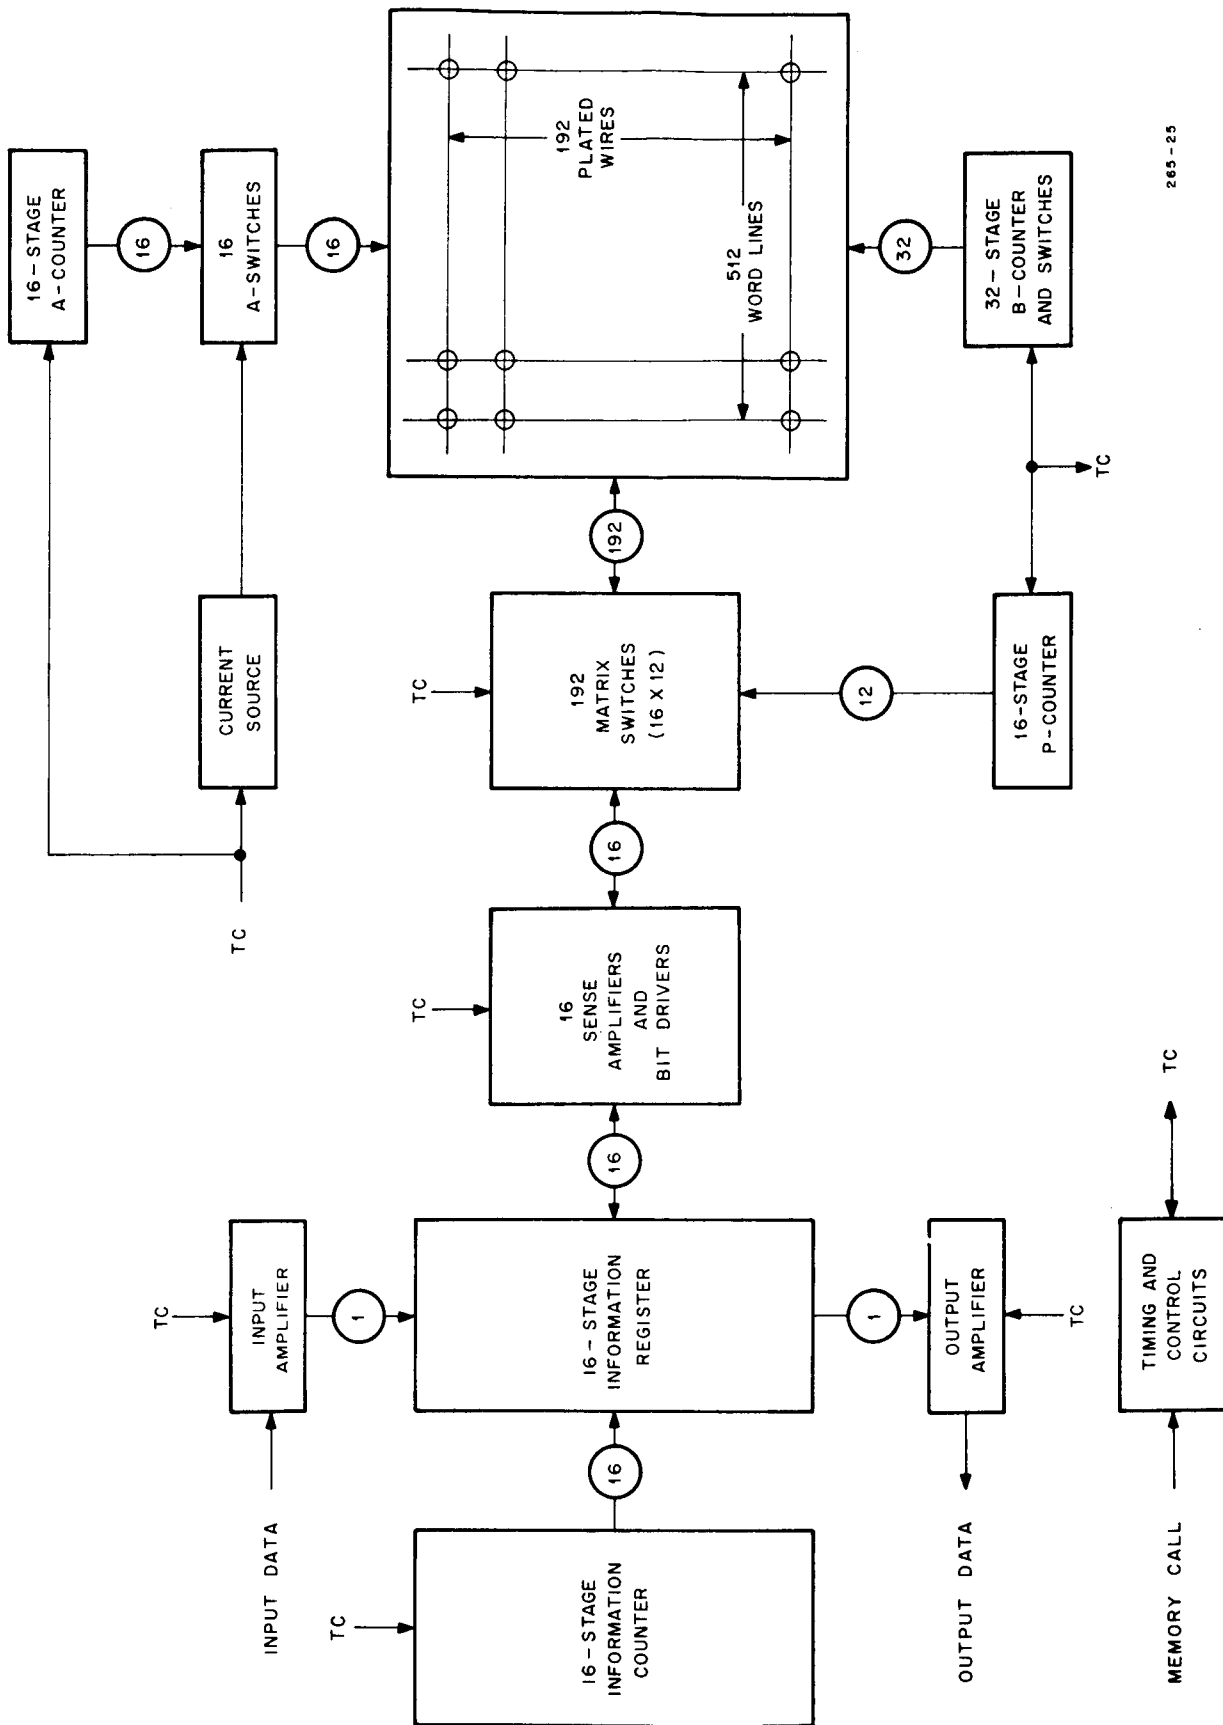 16-STAGE
A-COUNTER
16
16
A-SWITCHES
16
CURRENT
SOURCE
TC
192
PLATED
WIRES
512
WORD LINES
32
32-STAGE
B-COUNTER
AND SWITCHES
TC
192
TC
192
MATRIX
SWITCHES
(16 X 12)
12
16-STAGE
P-COUNTER
16
TC
16
SENSE
AMPLIFIERS
AND
BIT DRIVERS
16
TC
INPUT
AMPLIFIER
INPUT DATA
1
16-STAGE
INFORMATION
REGISTER
1
OUTPUT
AMPLIFIER
TC
OUTPUT DATA
16
TC
16-STAGE
INFORMATION
COUNTER
TIMING AND
CONTROL
CIRCUITS
TC
MEMORY CALL
265-25